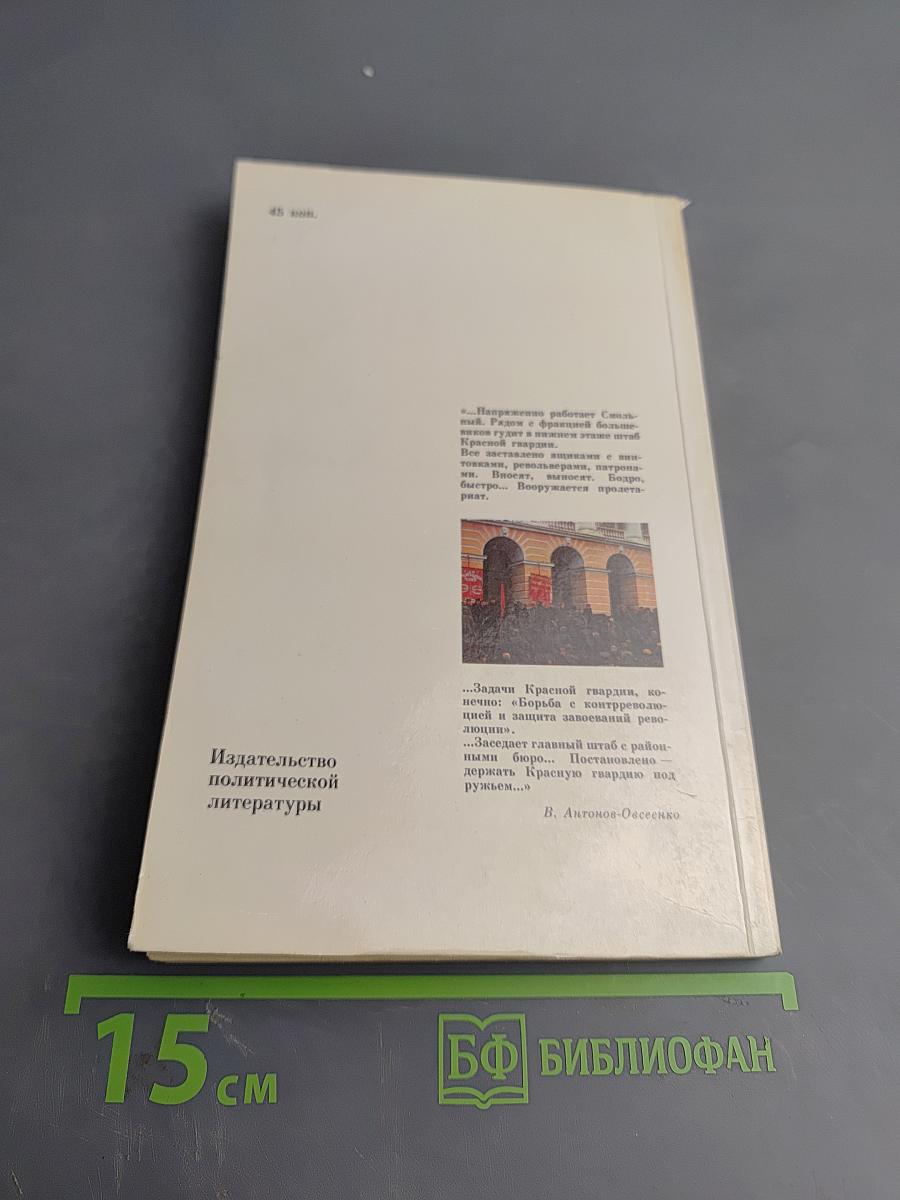 45 коп.
«...Напряженно работает Смоль-
ный. Рядом с фракцией больше-
виков гудит в нижнем этаже штаб
Красной гвардии.
Все заставлено ящиками с вин-
товками, револьверами, патрона-
ми. Вносят, выносят. Бодро,
быстро... Вооружается пролета-
риат.
...Задачи Красной гвардии, ко-
нечно: «Борьба с контрреволю-
цией и защита завоеваний рево-
люции».
...Заседает главный штаб с район-
ными бюро... Постановлено —
держать Красную гвардию под
ружьем...»
В. Антонов-Овсеенко
Издательство
политической
литературы
15 см
БФ БИБЛИОФАН